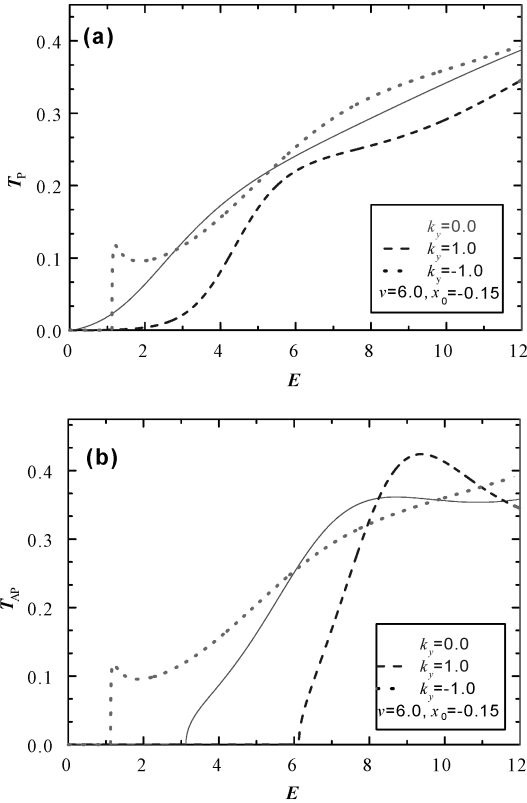 (a)
0.4
0.3
0.2
0.1
0.0
T_P
k_y=0.0
k_y=1.0
k_y=-1.0
v=6.0, x_0=-0.15
0 2 4 6 8 10 12
E
(b)
0.4
0.3
0.2
0.1
0.0
T_AP
k_y=0.0
k_y=1.0
k_y=-1.0
v=6.0, x_0=-0.15
0 2 4 6 8 10 12
E